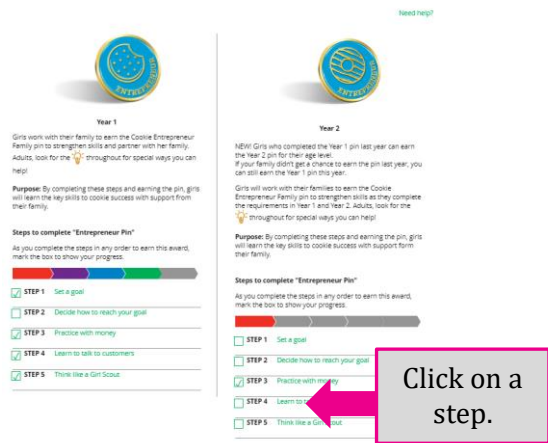 Need help?
ENTREPRENEUR
Year 1
Girls work with their family to earn the Cookie Entrepreneur
Family pin to strengthen skills and partner with her family.
Adults, look for the throughout for special ways you can
help!
Purpose: By completing these steps and earning the pin, girls
will learn the key skills to cookie success with support from
their family.
Steps to complete "Entrepreneur Pin"
As you complete the steps in any order to earn this award,
mark the box to show your progress.
STEP 1 Set a goal
STEP 2 Decide how to reach your goal
STEP 3 Practice with money
STEP 4 Learn to talk to customers
STEP 5 Think like a Girl Scout
ENTREPRENEUR
Year 2
NEW! Girls who completed the Year 1 pin last year can earn
the Year 2 pin for their age level.
If your family didn't get a chance to earn the pin last year, you
can still earn the Year 1 pin this year.
Girls will work with their families to earn the Cookie
Entrepreneur Family pin to strengthen skills as they complete
the requirements in Year 1 and Year 2. Adults, look for the
throughout for special ways you can help!
Purpose: By completing these steps and earning the pin, girls
will learn the key skills to cookie success with support form
their family.
Steps to complete "Entrepreneur Pin"
As you complete the steps in any order to earn this award,
mark the box to show your progress.
STEP 1 Set a goal
STEP 2 Decide how to reach your goal
STEP 3 Practice with money
STEP 4 Learn to
STEP 5 Think like a Girl Scout
Click on a
step.